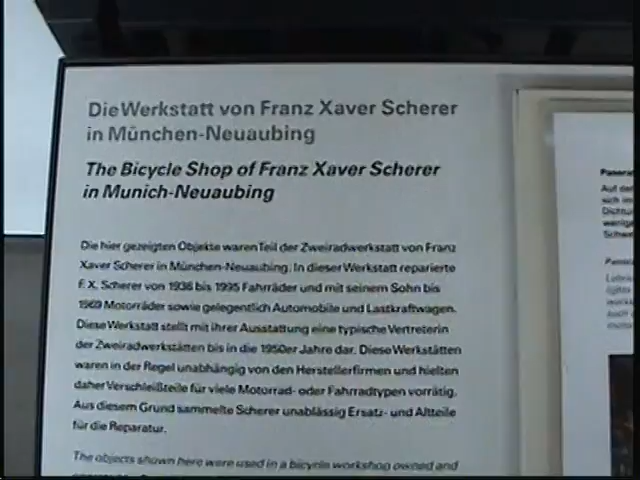 Die Werkstatt von Franz Xaver Scherer
in München-Neuaubing
The Bicycle Shop of Franz Xaver Scherer
in Munich-Neuaubing
Die hier gezeigten Objekte waren Teil der Zweiradwerkstatt von Franz
Xaver Scherer in München-Neuaubing. In dieser Werkstatt reparierte
F. X. Scherer von 1936 bis 1995 Fahrräder und mit seinem Sohn bis
1969 Motorräder sowie gelegentlich Automobile und Lastkraftwagen.
Diese Werkstatt stellt mit ihrer Ausstattung eine typische Vertreterin
der Zweiradwerkstätten bis in die 1950er Jahre dar. Diese Werkstätten
waren in der Regel unabhängig von den Herstellerfirmen und hielten
daher Verschleißteile für viele Motorrad- oder Fahrradtypen vorrätig.
Aus diesem Grund sammelte Scherer unablässig Ersatz- und Altteile
für die Reparatur.
The objects shown here were used in a bicycle workshop owned and
Auf der
sich im